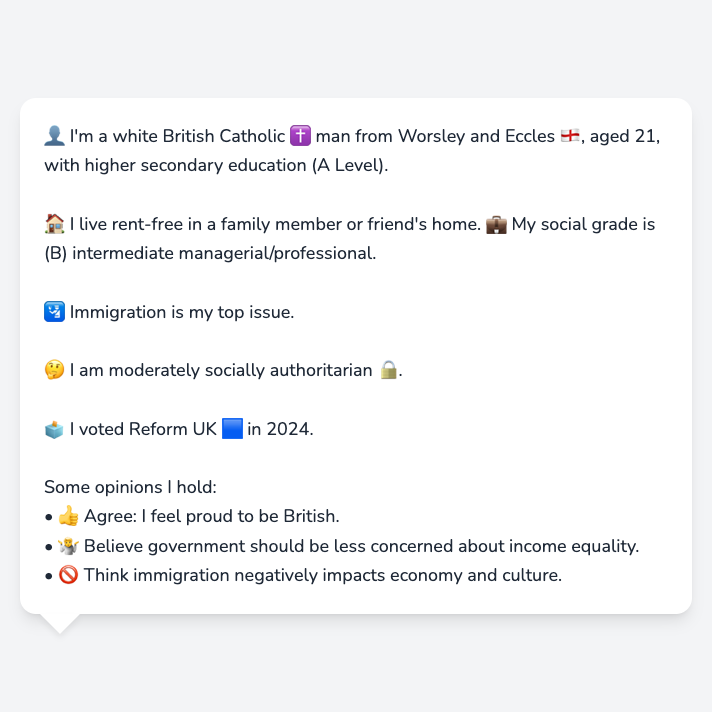 👤 I'm a white British Catholic ✝️ man from Worsley and Eccles 🏴󠁧󠁢󠁥󠁮󠁧󠁿, aged 21,
with higher secondary education (A Level).
🏠 I live rent-free in a family member or friend's home. 💼 My social grade is
(B) intermediate managerial/professional.
🛂 Immigration is my top issue.
🤔 I am moderately socially authoritarian 🔒.
🗳️ I voted Reform UK 🟦 in 2024.
Some opinions I hold:
• 👍 Agree: I feel proud to be British.
• 🤷 Believe government should be less concerned about income equality.
• 🚫 Think immigration negatively impacts economy and culture.